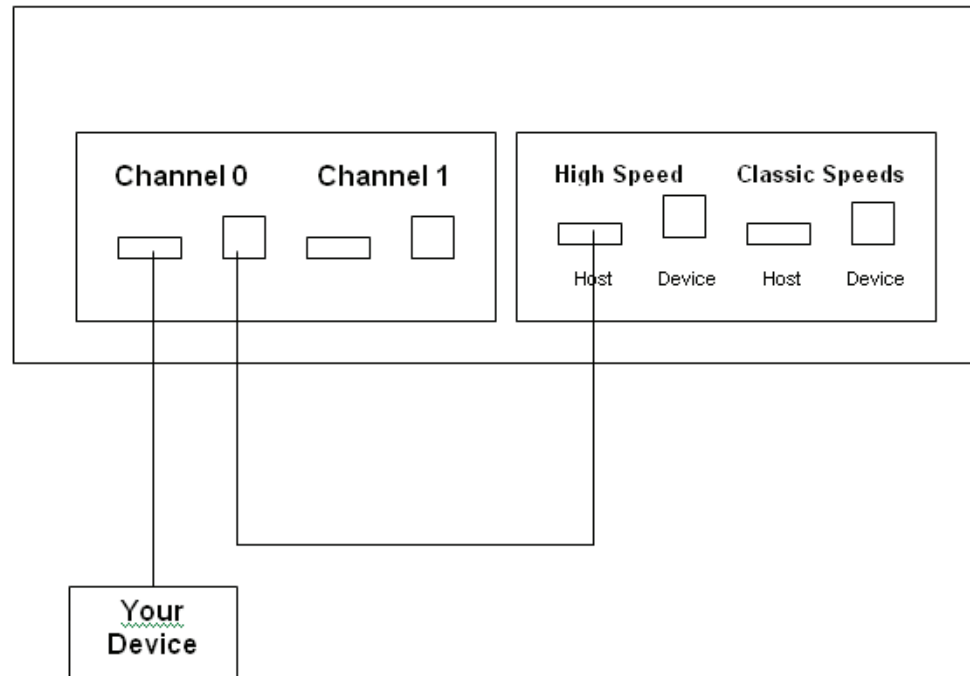 Channel 0
Channel 1
High Speed
Classic Speeds
Host
Device
Host
Device
Your
Device